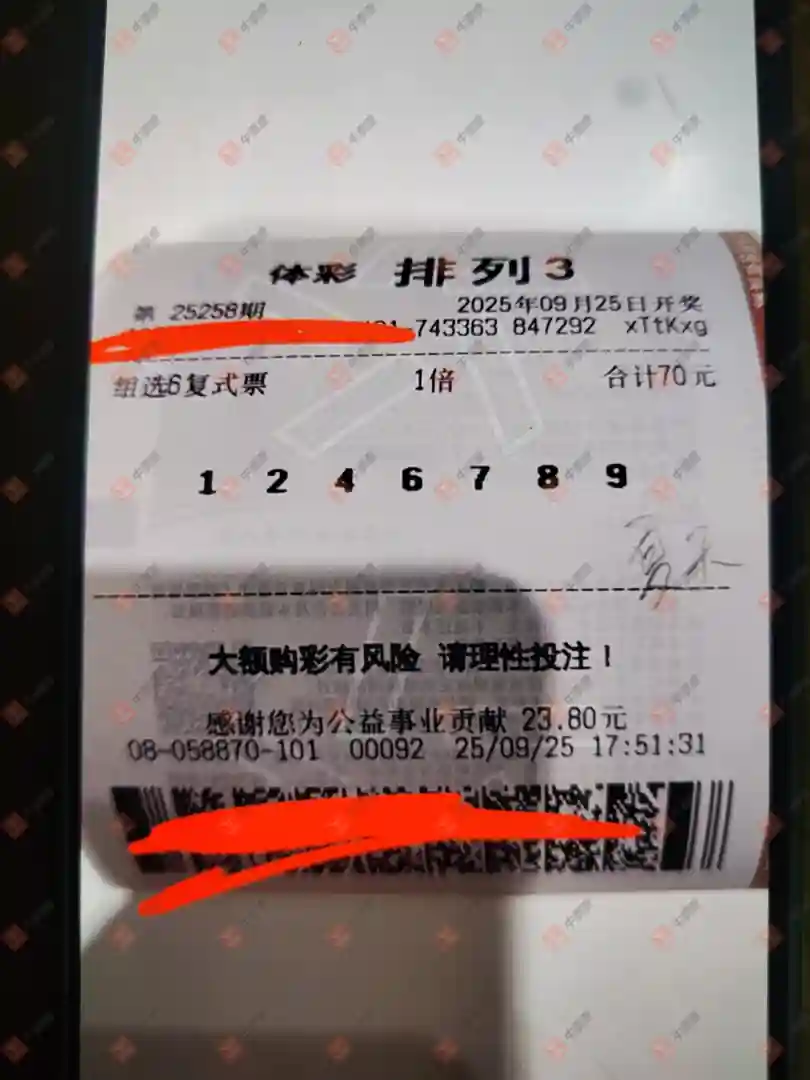 体彩 排列3
第 25258期 2025年09月25日开奖
743363 847292 xTtKxg
组选6复式票 1倍 合计70元
1 2 4 6 7 8 9
大额购彩有风险 请理性投注！
感谢您为公益事业贡献 23.80元
08-058870-101 00092 25/09/25 17:51:31